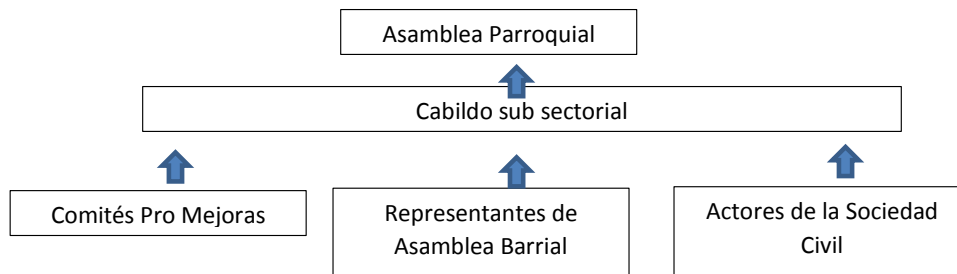 Asamblea Parroquial
Cabildo sub sectorial
Comités Pro Mejoras
Representantes de
Asamblea Barrial
Actores de la Sociedad
Civil